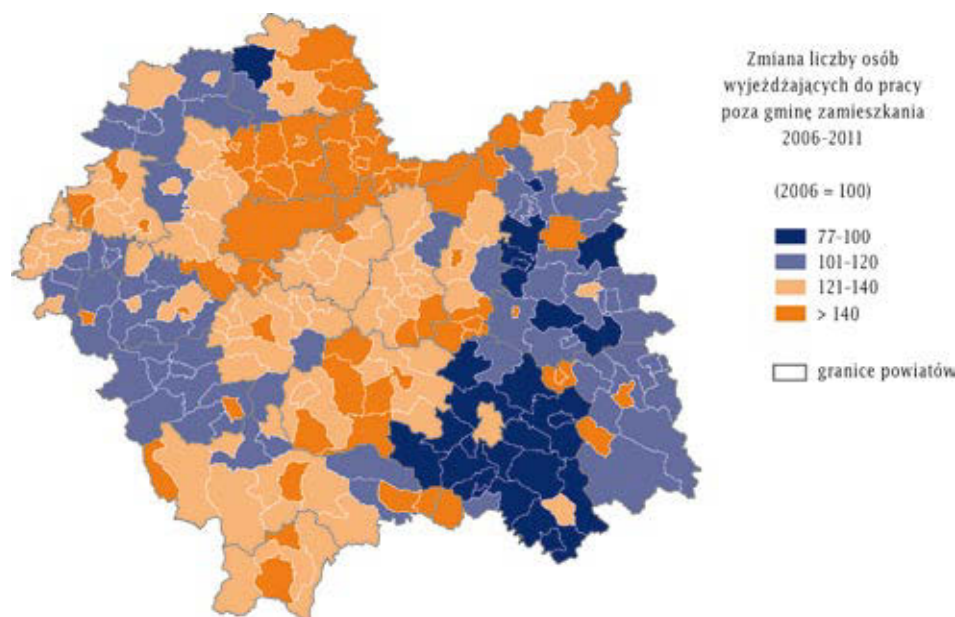 Zmiana liczby osób
wyjeżdżających do pracy
poza gminę zamieszkania
2006-2011
(2006 = 100)
77-100
101-120
121-140
> 140
granice powiatów